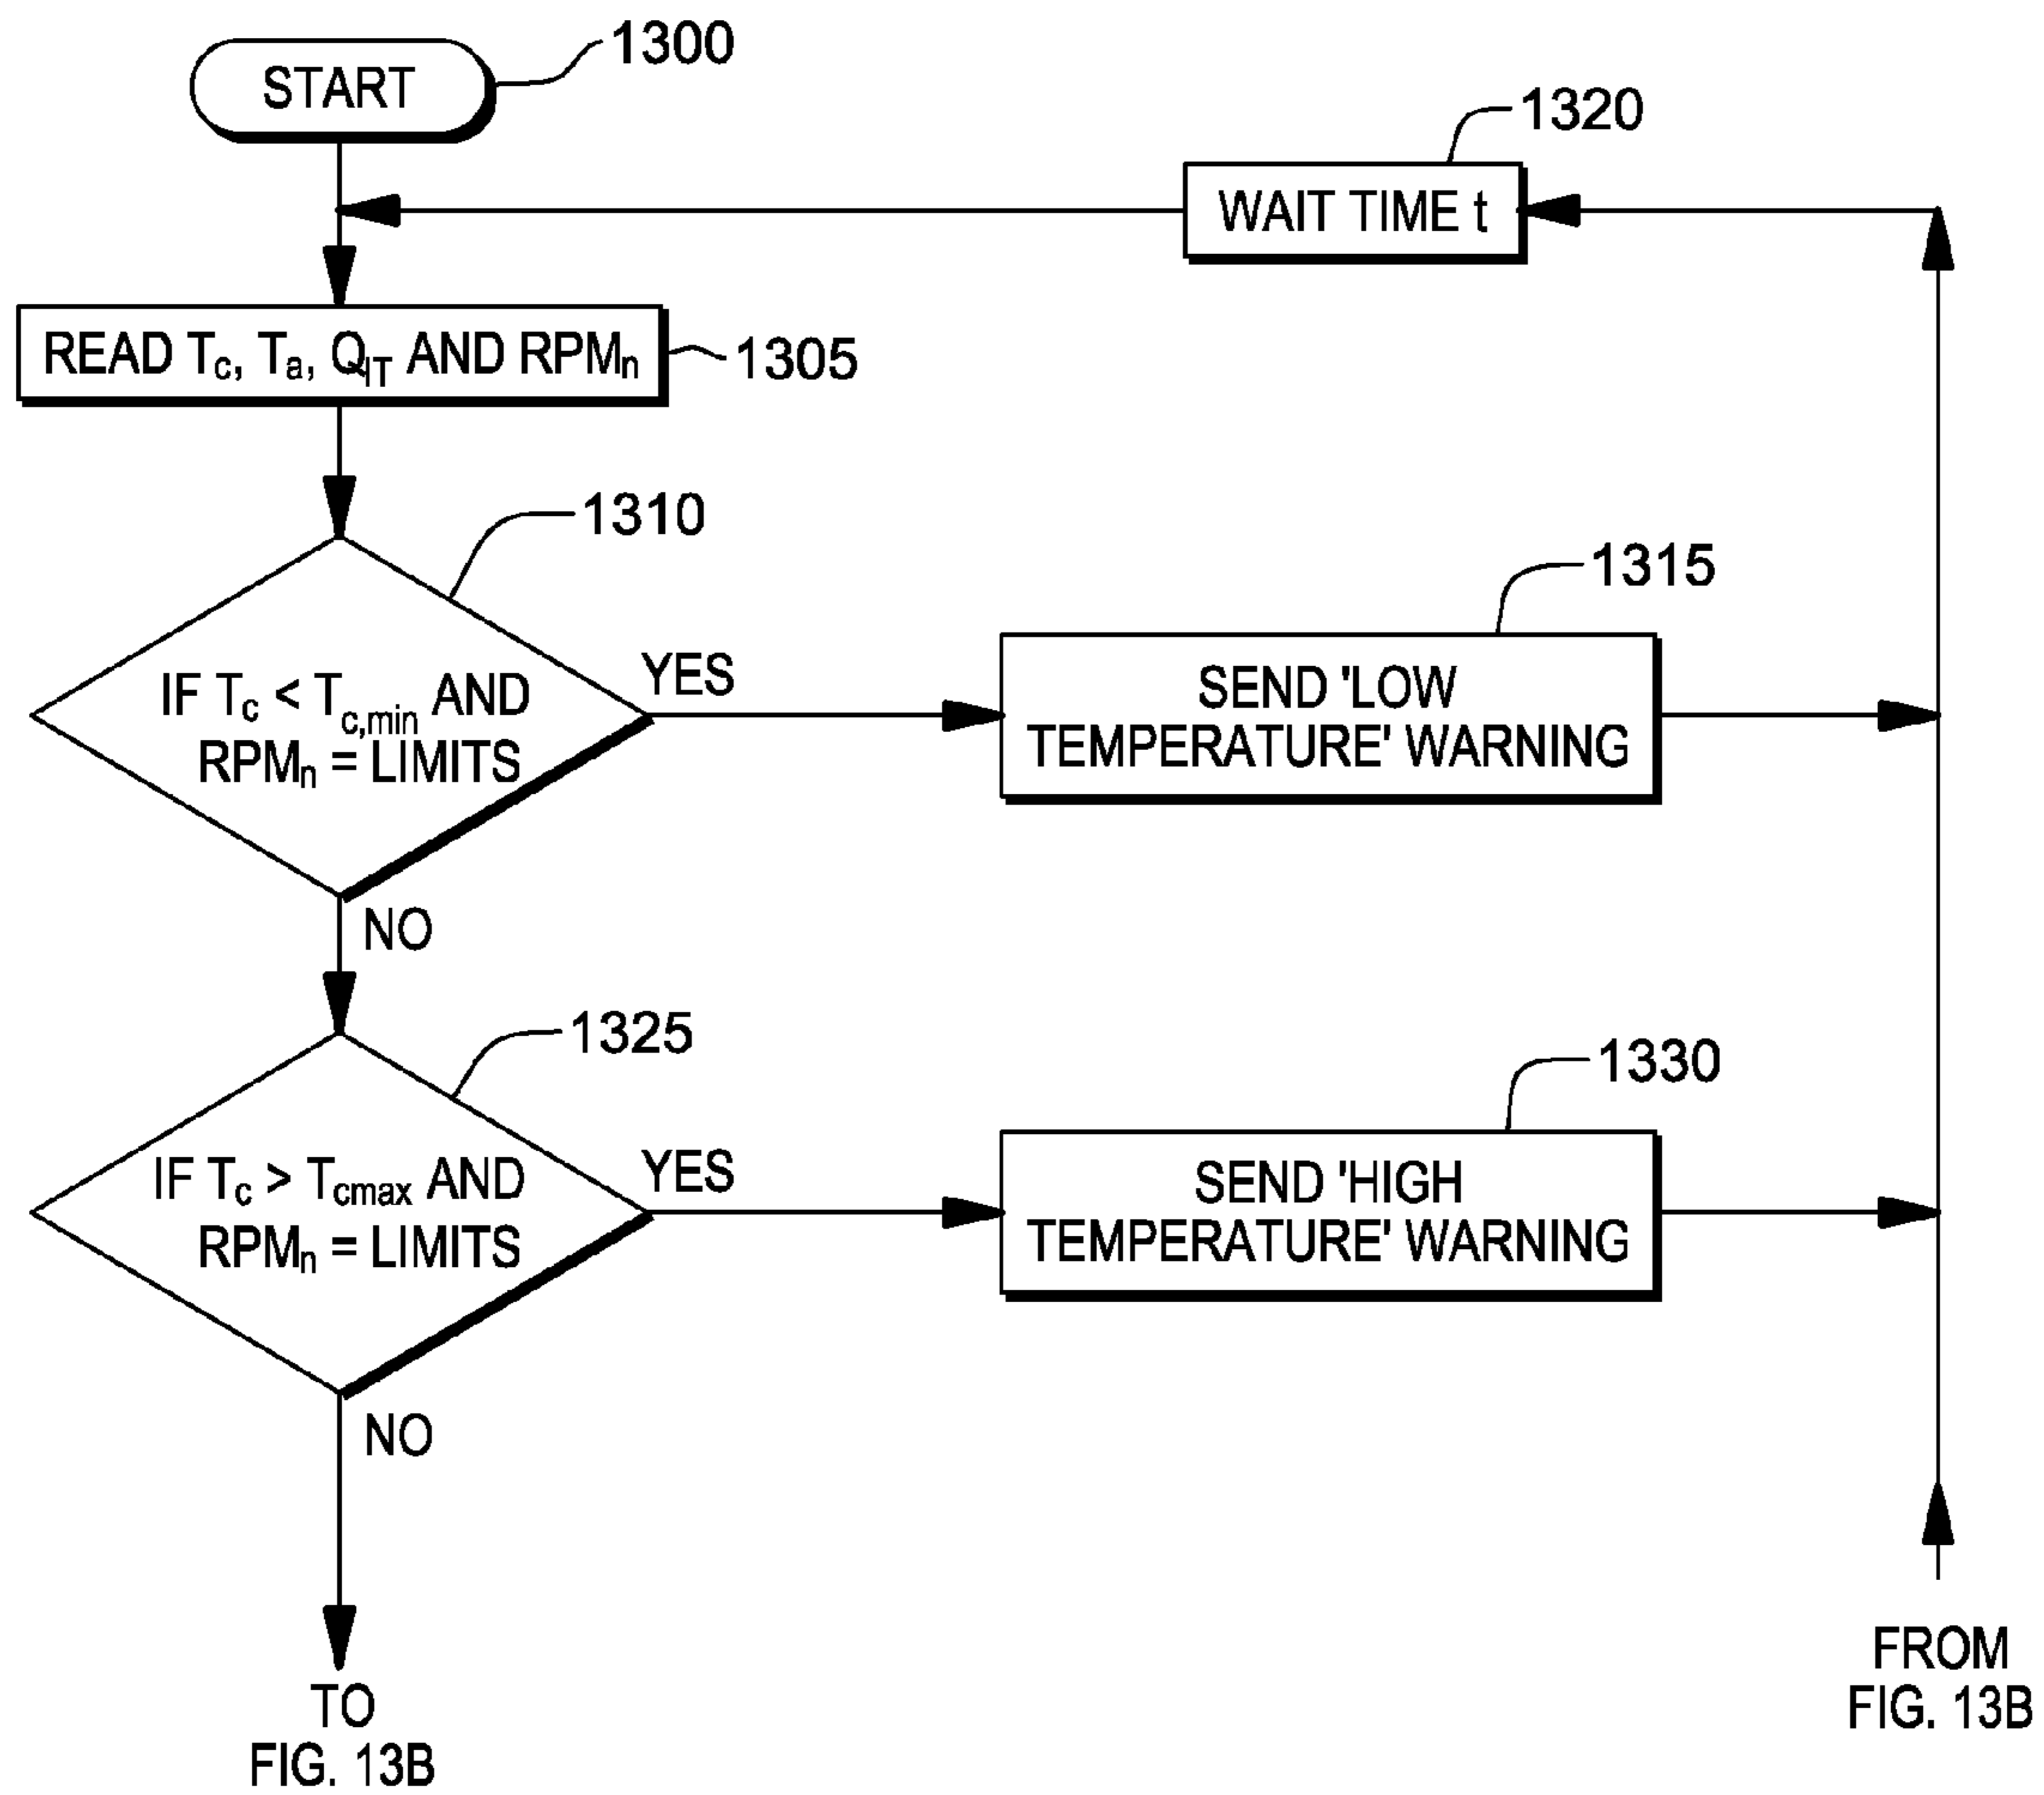 START
1300
1320
WAIT TIME t
READ Tc, Ta, QIT AND RPMn
1305
1310
IF Tc < Tc,min AND
RPMn = LIMITS
YES
1315
SEND 'LOW
TEMPERATURE' WARNING
NO
1325
IF Tc > Tcmax AND
RPMn = LIMITS
YES
1330
SEND 'HIGH
TEMPERATURE' WARNING
NO
TO
FIG. 13B
FROM
FIG. 13B